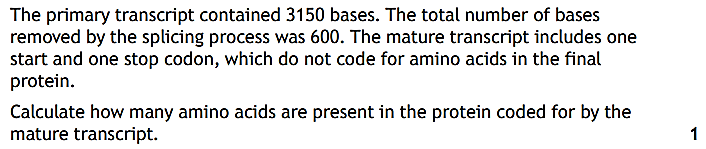 The primary transcript contained 3150 bases. The total number of bases
removed by the splicing process was 600. The mature transcript includes one
start and one stop codon, which do not code for amino acids in the final
protein.
Calculate how many amino acids are present in the protein coded for by the
mature transcript. 1